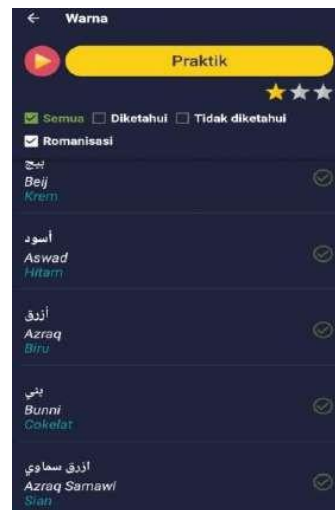 Warna
Praktik
Semua Diketahui Tidak diketahui
Romanisasi
بيج
Beij
Krem
أسود
Aswad
Hitam
أزرق
Azraq
Biru
بني
Bunni
Cokelat
ازرق سماوي
Azraq Samawi
Sian